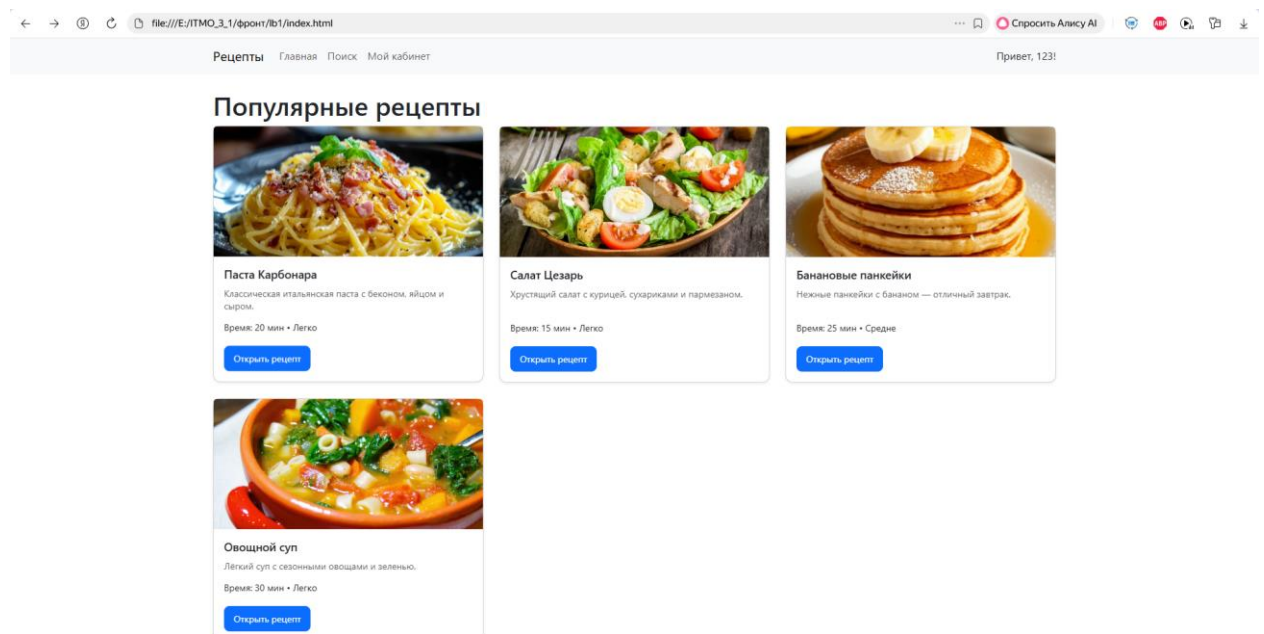 file:///E:/ITMO_3_1/фронт/lb1/index.html
Спросить Алису AI
ABP
Рецепты Главная Поиск Мой кабинет
Привет, 123!
Популярные рецепты
Паста Карбонара
Классическая итальянская паста с беконом, яйцом и
сыром.
Время: 20 мин • Легко
Открыть рецепт
Салат Цезарь
Хрустящий салат с курицей, сухариками и пармезаном.
Время: 15 мин • Легко
Открыть рецепт
Банановые панкейки
Нежные панкейки с бананом — отличный завтрак.
Время: 25 мин • Средне
Открыть рецепт
Овощной суп
Лёгкий суп с сезонными овощами и зеленью.
Время: 30 мин • Легко
Открыть рецепт